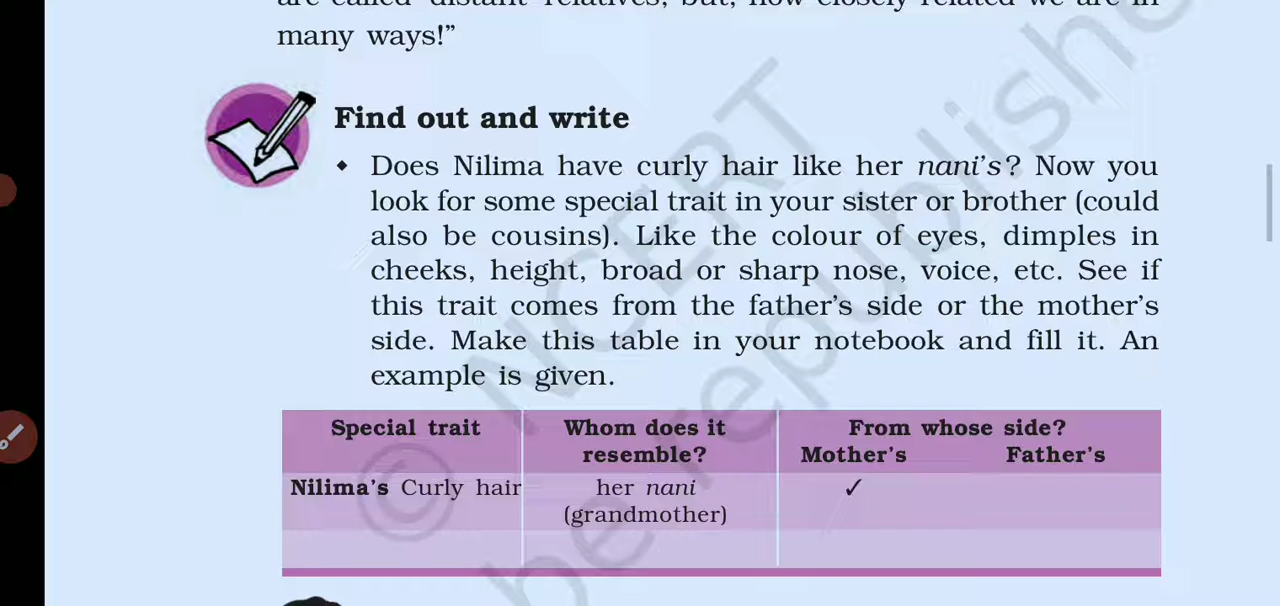 many ways!”
Find out and write
◆ Does Nilima have curly hair like her nani’s? Now you
look for some special trait in your sister or brother (could
also be cousins). Like the colour of eyes, dimples in
cheeks, height, broad or sharp nose, voice, etc. See if
this trait comes from the father’s side or the mother’s
side. Make this table in your notebook and fill it. An
example is given.
Special trait Whom does it From whose side?
resemble? Mother’s Father’s
Nilima’s Curly hair her nani ✓
(grandmother)
© NCERT
be republishe